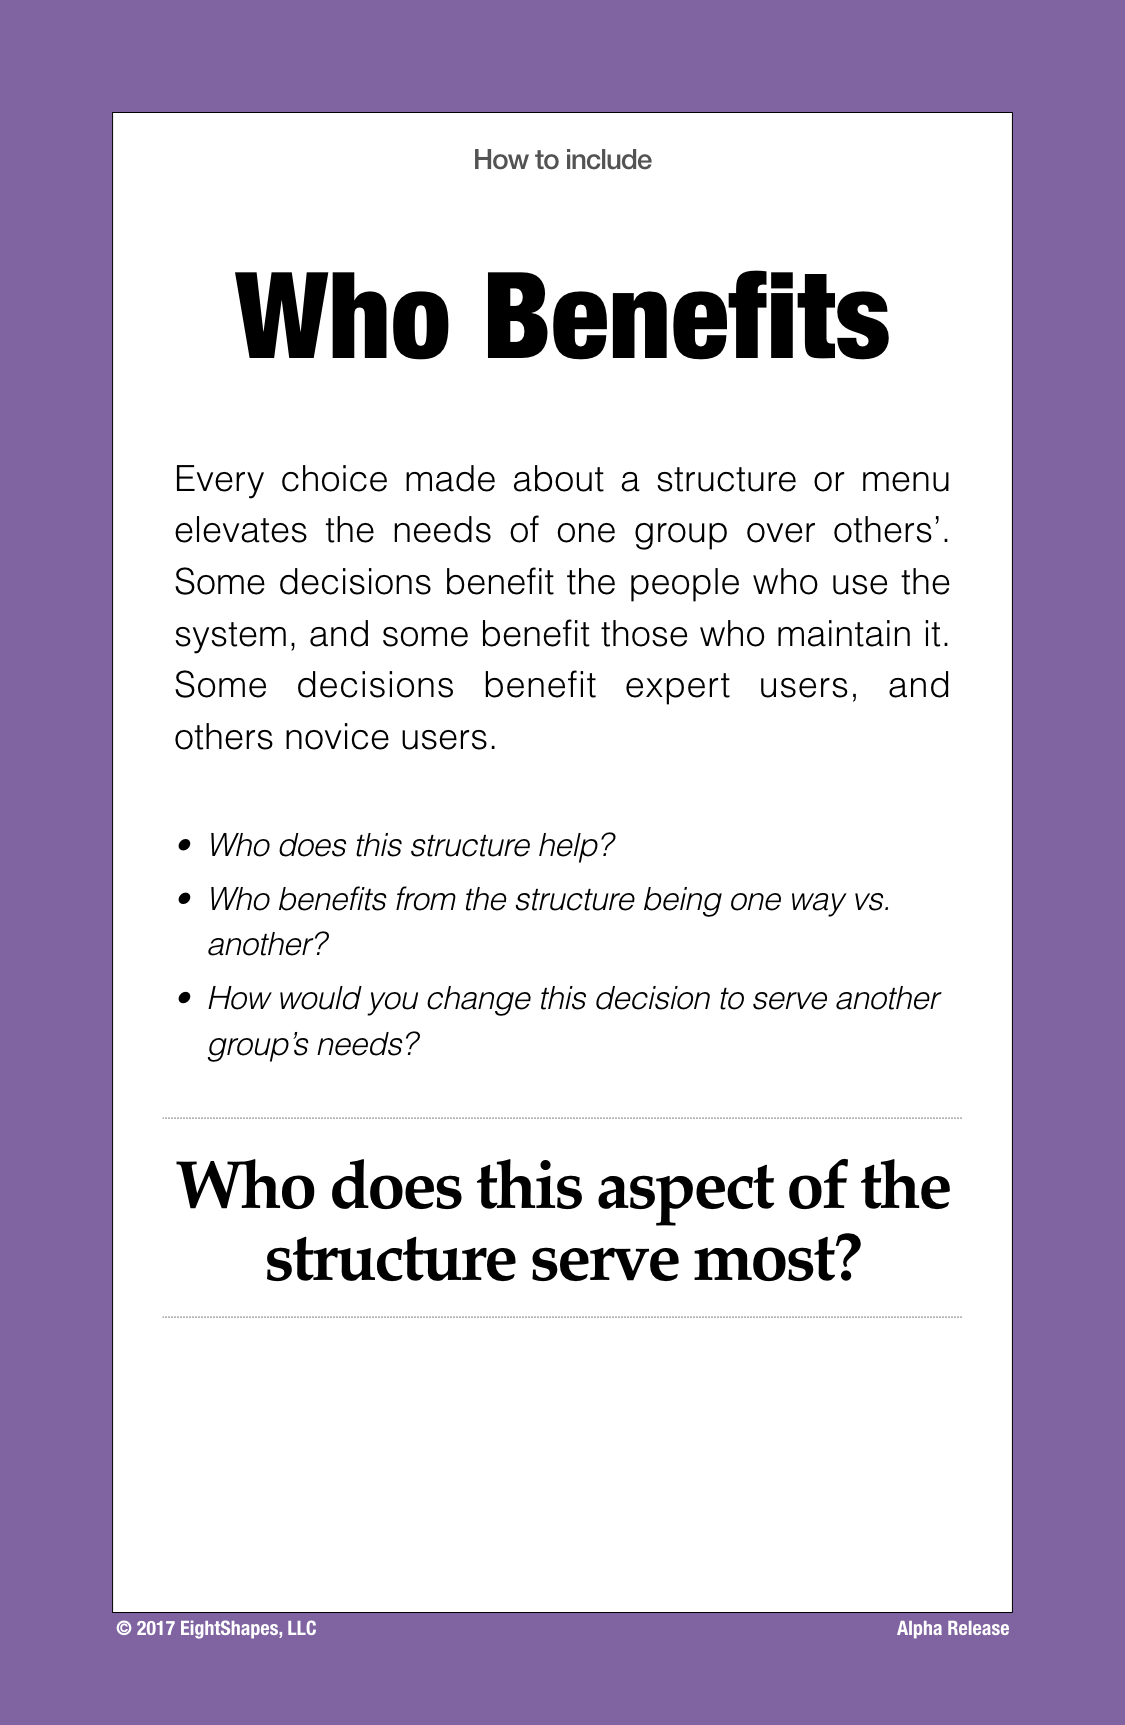 How to include
Who Benefits
Every choice made about a structure or menu
elevates the needs of one group over others’.
Some decisions benefit the people who use the
system, and some benefit those who maintain it.
Some decisions benefit expert users, and
others novice users.
• Who does this structure help?
• Who benefits from the structure being one way vs.
another?
• How would you change this decision to serve another
group’s needs?
Who does this aspect of the
structure serve most?
© 2017 EightShapes, LLC
Alpha Release